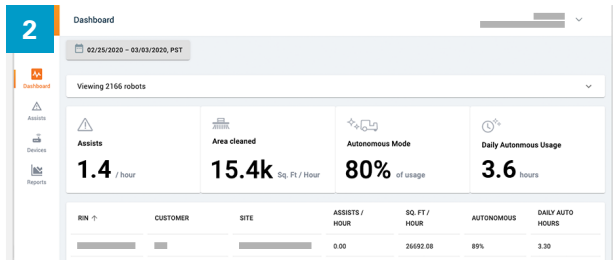 2
Dashboard
02/25/2020 – 03/03/2020, PST
Dashboard
Assists
Devices
Reports
Viewing 2166 robots
Assists
1.4 / hour
Area cleaned
15.4k Sq. Ft / Hour
Autonomous Mode
80% of usage
Daily Autonmous Usage
3.6 hours
RIN ↑ CUSTOMER SITE ASSISTS / HOUR SQ. FT / HOUR AUTONOMOUS DAILY AUTO HOURS
0.00 26692.08 89% 3.30